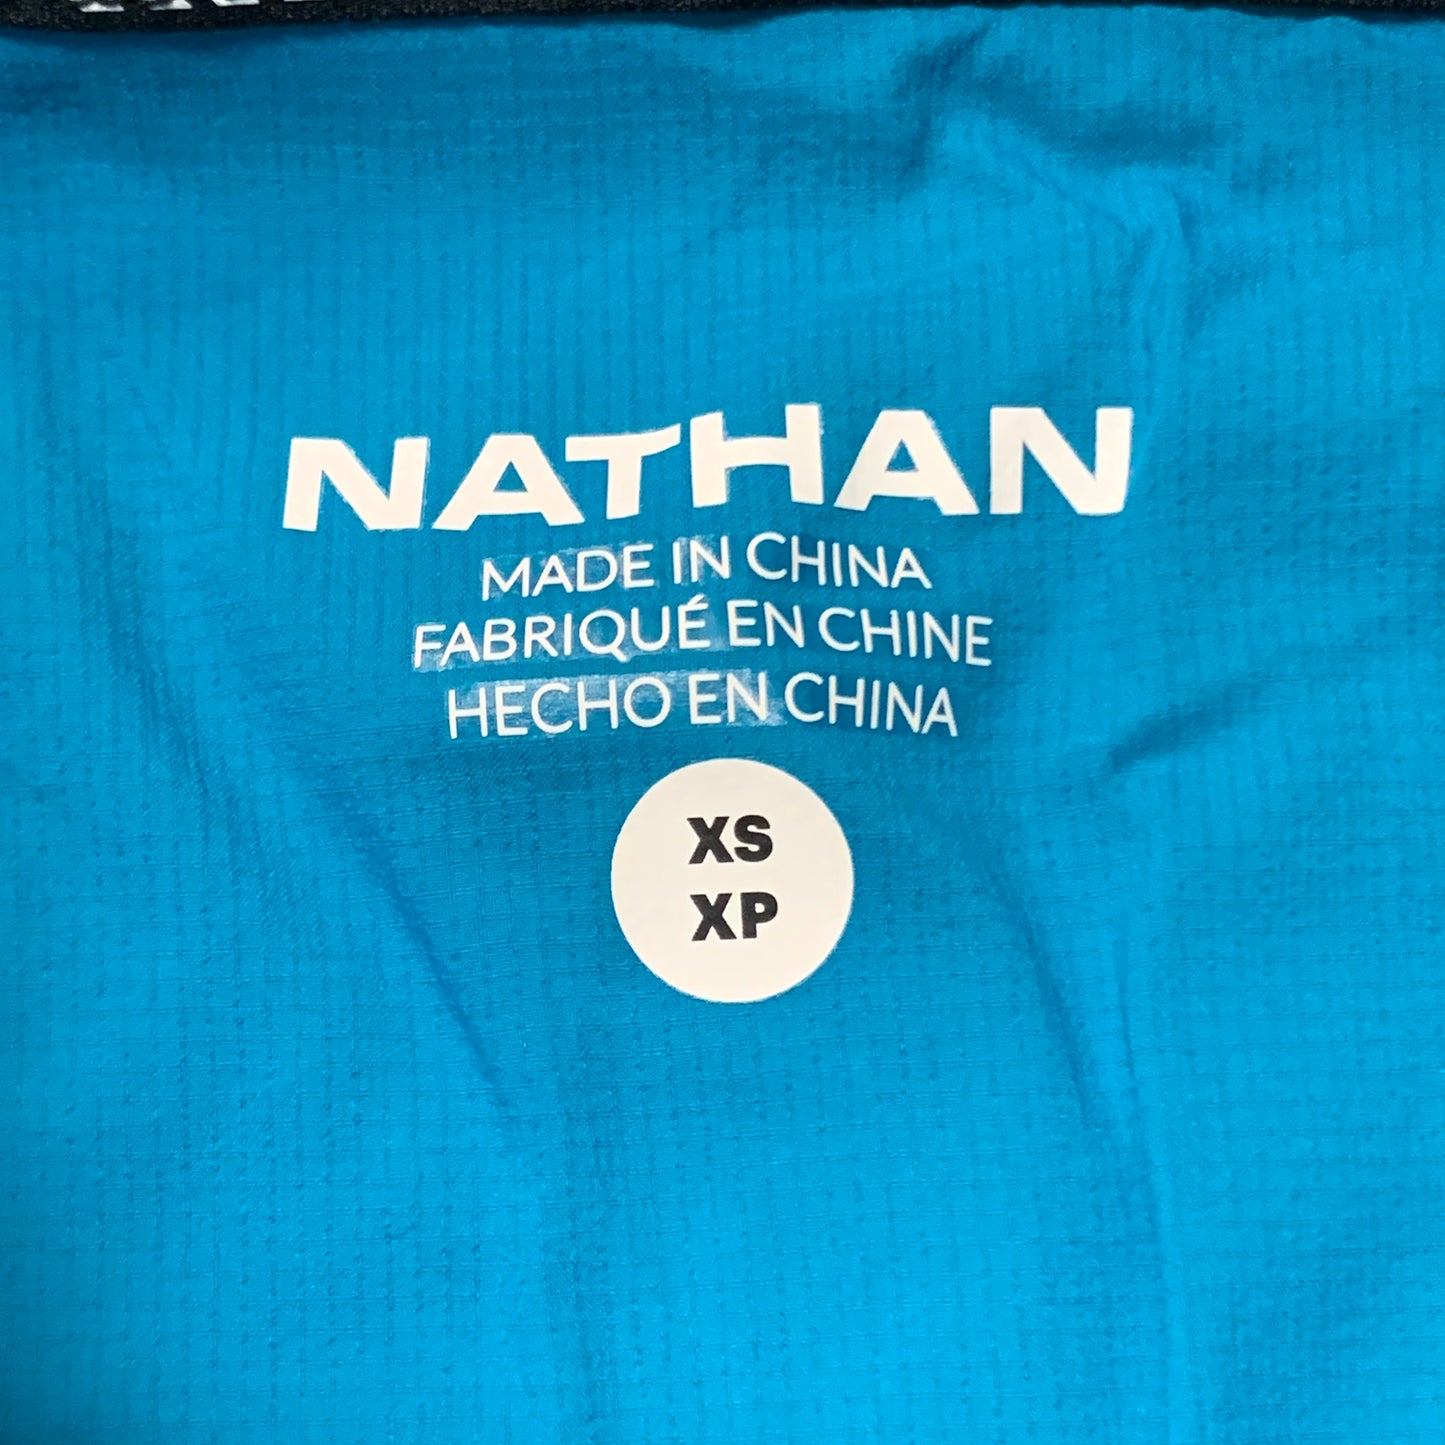 NATHAN
MADE IN CHINA
FABRIQUÉ EN CHINE
HECHO EN CHINA
XS
XP